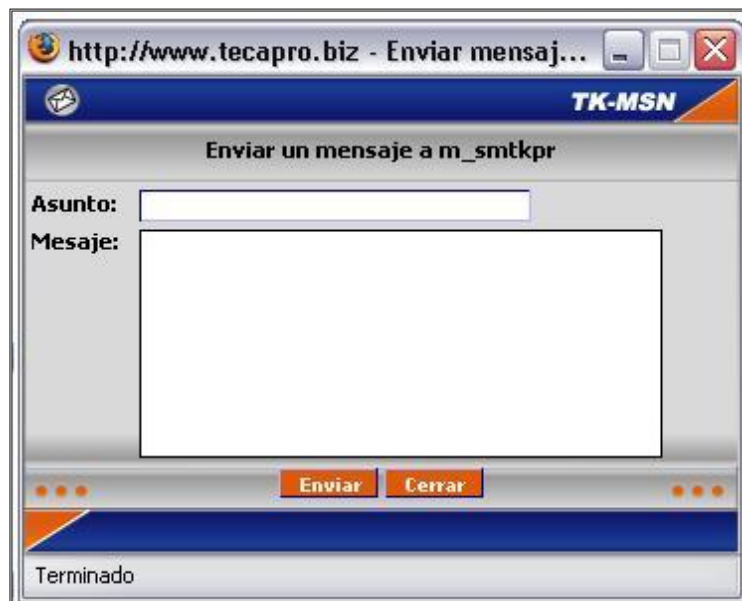 http://www.tecapro.biz - Enviar mensaj...
TK-MSN
Enviar un mensaje a m_smtkpr
Asunto:
Mesaje:
Enviar Cerrar
Terminado